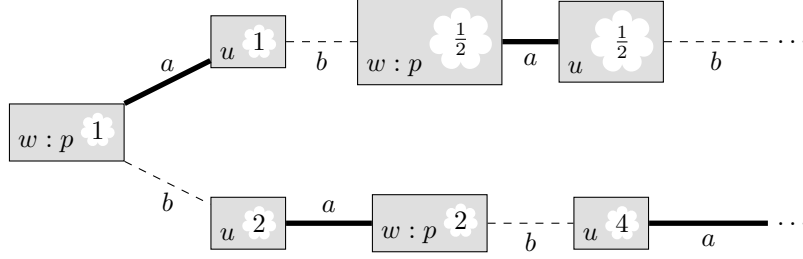 u 1 b w : p 1/2 a u 1/2 b ...
a
w : p 1
b
u 2 a w : p 2 b u 4 a ...